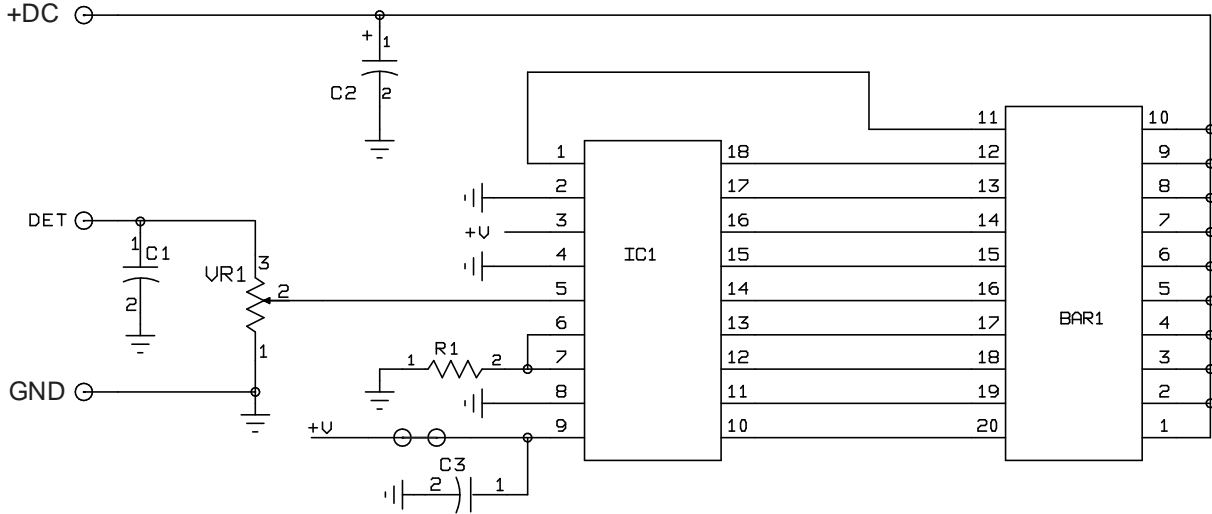 +DC
+ 1
C2 2
11 10
1 18 12 9
2 17 13 8
DET 3 16 14 7
+V
1 C1 4 15 15 6
IC1
3
VR1 2 5 14 16 5
2
BAR1
6 13 17 4
1 R1
1 2 7 12 18 3
GND 8 11 19 2
+V 9 10 20 1
C3
2 1